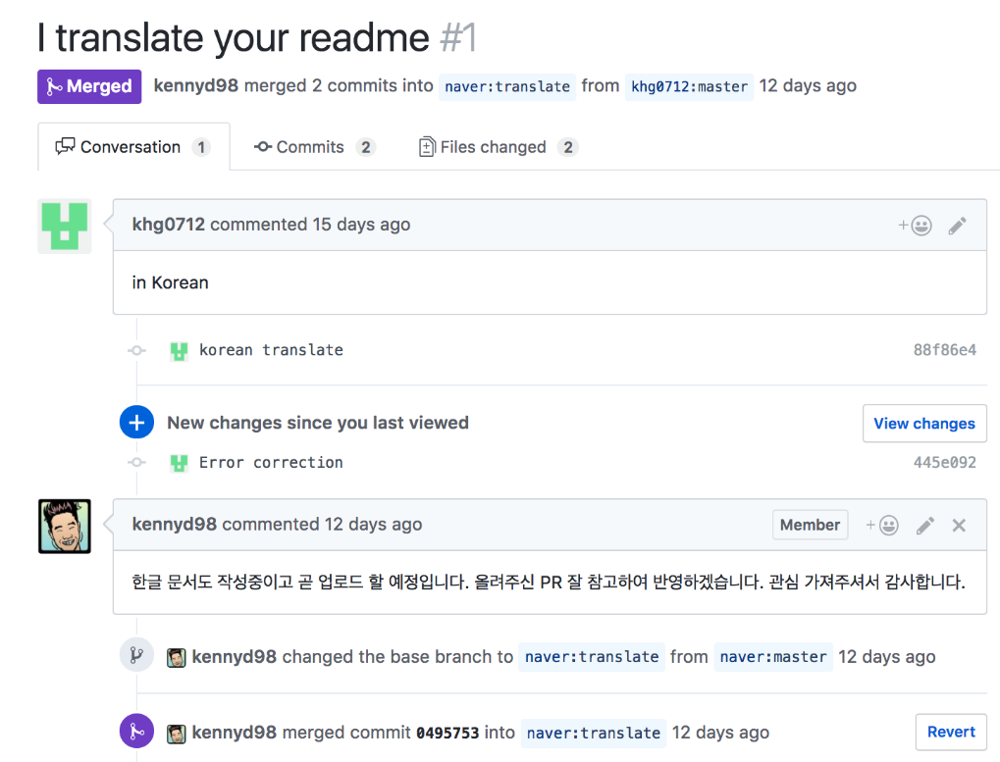 I translate your readme #1
Merged kennyd98 merged 2 commits into naver:translate from khg0712:master 12 days ago
Conversation 1 Commits 2 Files changed 2
khg0712 commented 15 days ago
in Korean
korean translate 88f86e4
New changes since you last viewed View changes
Error correction 445e092
kennyd98 commented 12 days ago Member
한글 문서도 작성중이고 곧 업로드 할 예정입니다. 올려주신 PR 잘 참고하여 반영하겠습니다. 관심 가져주셔서 감사합니다.
kennyd98 changed the base branch to naver:translate from naver:master 12 days ago
kennyd98 merged commit 0495753 into naver:translate 12 days ago Revert